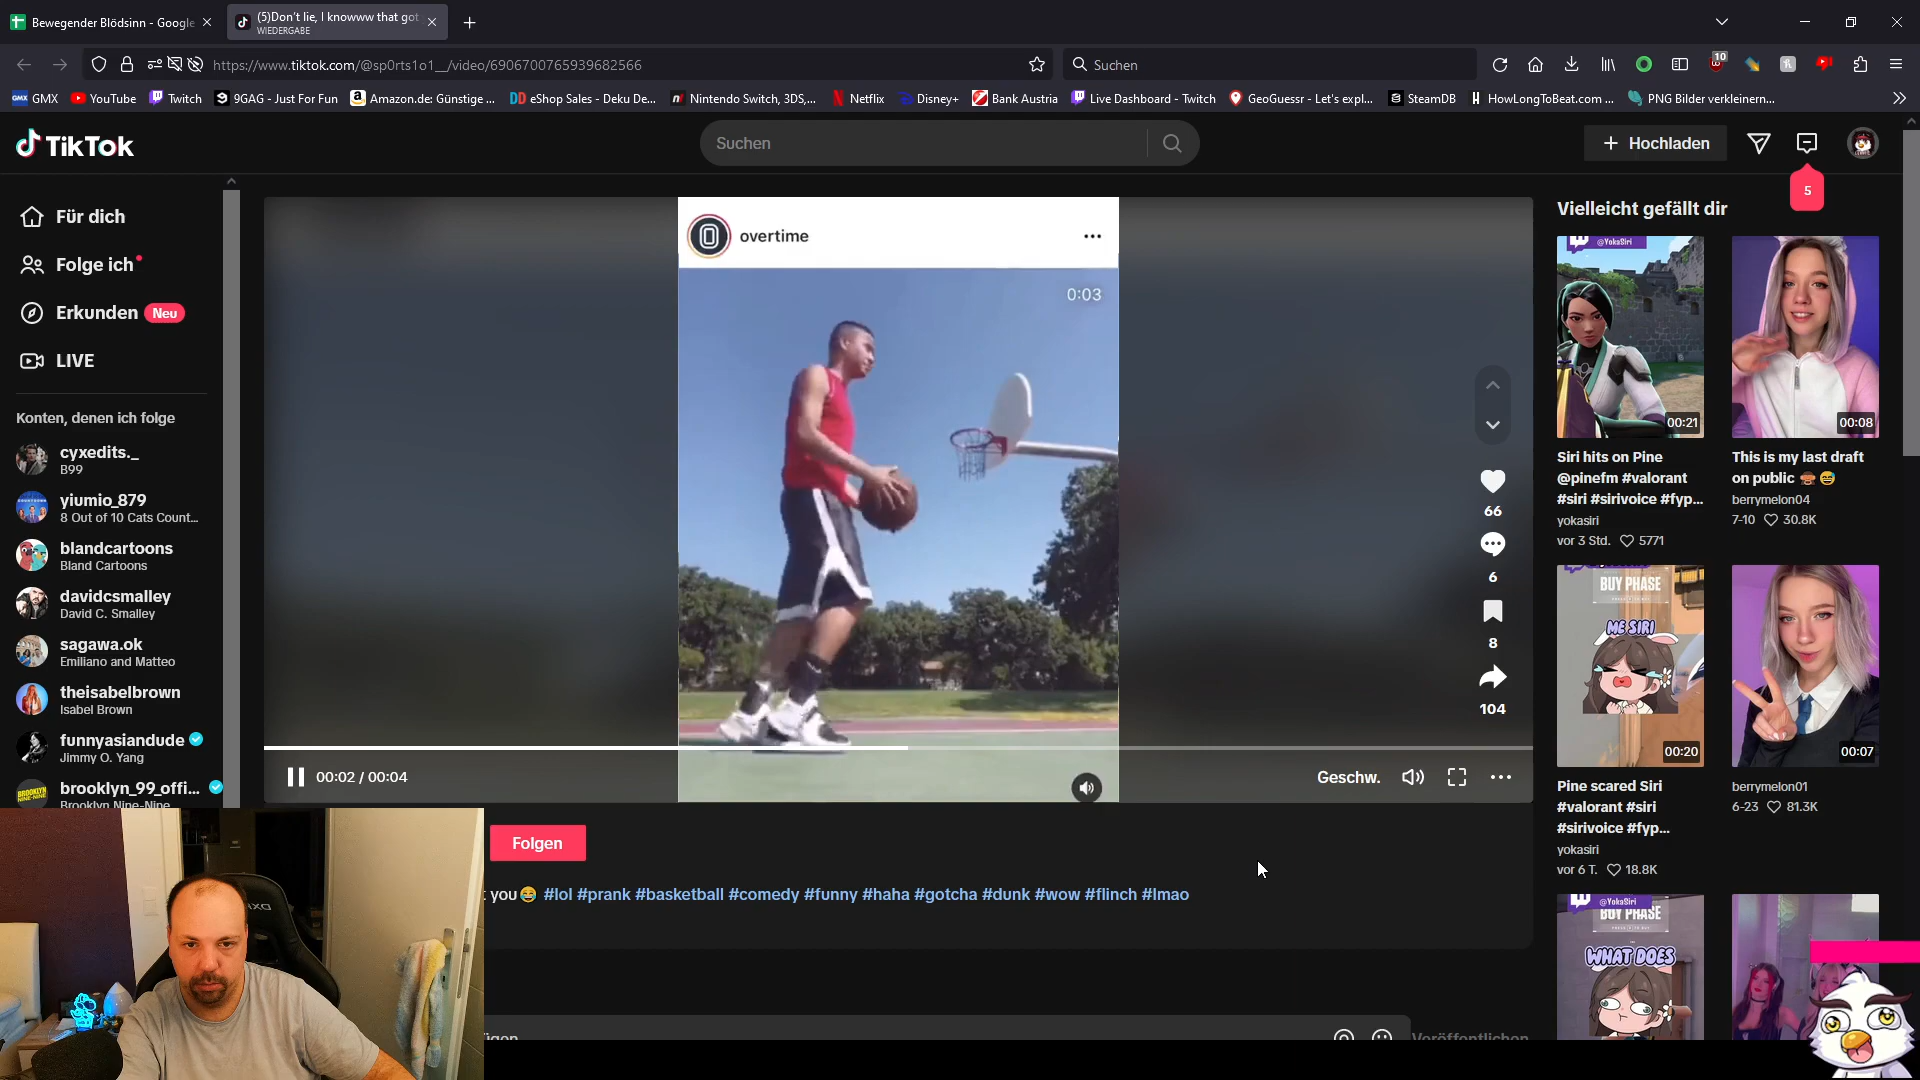 Bewegender Blödsinn - Google
(5)Don't lie, I knowww that got
WIEDERGABE
https://www.tiktok.com/@sp0rts1o1__/video/6906700765939682566
Suchen
10
GMX
YouTube
Twitch
9GAG - Just For Fun
Amazon.de: Günstige ...
eShop Sales - Deku De...
Nintendo Switch, 3DS,...
Netflix
Disney+
Bank Austria
Live Dashboard - Twitch
GeoGuessr - Let's expl...
SteamDB
HowLongToBeat.com ...
PNG Bilder verkleinern...
TikTok
Suchen
Hochladen
5
Für dich
Folge ich
Erkunden Neu
LIVE
Konten, denen ich folge
cyxedits._
B99
yiumio_879
8 Out of 10 Cats Count...
blandcartoons
Bland Cartoons
davidcsmalley
David C. Smalley
sagawa.ok
Emiliano and Matteo
theisabelbrown
Isabel Brown
funnyasiandude
Jimmy O. Yang
brooklyn_99_offi...
Brooklyn Nine-Nine
overtime
0:03
66
6
8
104
00:02 / 00:04
Geschw.
Folgen
t you😂 #lol #prank #basketball #comedy #funny #haha #gotcha #dunk #wow #flinch #lmao
Veröffentlichen
Vielleicht gefällt dir
@YokaSiri
00:21
Siri hits on Pine
@pinefm #valorant
#siri #sirivoice #fyp...
yokasiri
vor 3 Std. 5771
00:08
This is my last draft
on public 🙈😅
berrymelon04
7-10 30.8K
BUY PHASE
ME SIRI
00:20
Pine scared Siri
#valorant #siri
#sirivoice #fyp...
yokasiri
vor 6 T. 18.8K
00:07
berrymelon01
6-23 81.3K
@YokaSiri
BUY PHASE
WHAT DOES